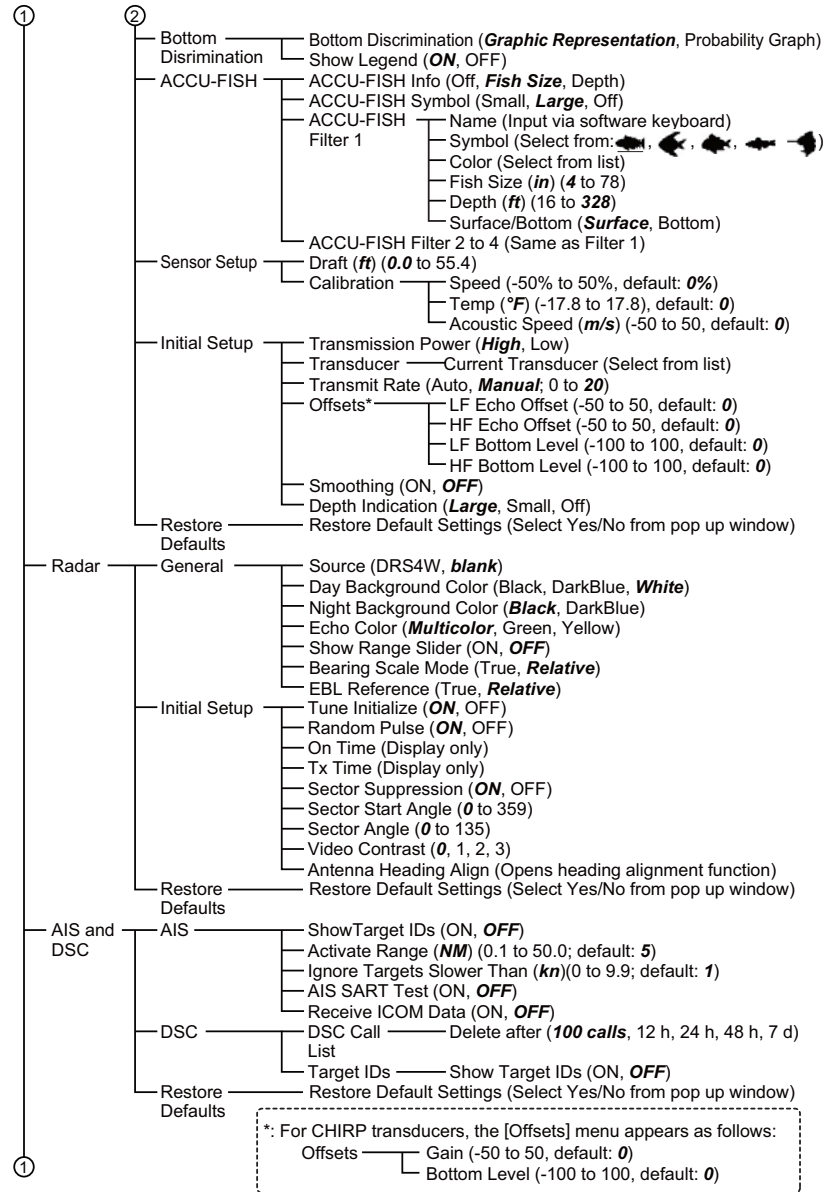 ① ②
Bottom Disrimination
Bottom Discrimination (Graphic Representation, Probability Graph)
Show Legend (ON, OFF)
ACCU-FISH
ACCU-FISH Info (Off, Fish Size, Depth)
ACCU-FISH Symbol (Small, Large, Off)
ACCU-FISH Filter 1
Name (Input via software keyboard)
Symbol (Select from: , , , )
Color (Select from list)
Fish Size (in) (4 to 78)
Depth (ft) (16 to 328)
Surface/Bottom (Surface, Bottom)
ACCU-FISH Filter 2 to 4 (Same as Filter 1)
Sensor Setup
Draft (ft) (0.0 to 55.4)
Calibration
Speed (-50% to 50%, default: 0%)
Temp (°F) (-17.8 to 17.8), default: 0)
Acoustic Speed (m/s) (-50 to 50, default: 0)
Initial Setup
Transmission Power (High, Low)
Transducer
Current Transducer (Select from list)
Transmit Rate (Auto, Manual; 0 to 20)
Offsets*
LF Echo Offset (-50 to 50, default: 0)
HF Echo Offset (-50 to 50, default: 0)
LF Bottom Level (-100 to 100, default: 0)
HF Bottom Level (-100 to 100, default: 0)
Smoothing (ON, OFF)
Depth Indication (Large, Small, Off)
Restore Defaults
Restore Default Settings (Select Yes/No from pop up window)
Radar
General
Source (DRS4W, blank)
Day Background Color (Black, DarkBlue, White)
Night Background Color (Black, DarkBlue)
Echo Color (Multicolor, Green, Yellow)
Show Range Slider (ON, OFF)
Bearing Scale Mode (True, Relative)
EBL Reference (True, Relative)
Initial Setup
Tune Initialize (ON, OFF)
Random Pulse (ON, OFF)
On Time (Display only)
Tx Time (Display only)
Sector Suppression (ON, OFF)
Sector Start Angle (0 to 359)
Sector Angle (0 to 135)
Video Contrast (0, 1, 2, 3)
Antenna Heading Align (Opens heading alignment function)
Restore Defaults
Restore Default Settings (Select Yes/No from pop up window)
AIS and DSC
AIS
ShowTarget IDs (ON, OFF)
Activate Range (NM) (0.1 to 50.0; default: 5)
Ignore Targets Slower Than (kn)(0 to 9.9; default: 1)
AIS SART Test (ON, OFF)
Receive ICOM Data (ON, OFF)
DSC
DSC Call List
Delete after (100 calls, 12 h, 24 h, 48 h, 7 d)
Target IDs
Show Target IDs (ON, OFF)
Restore Defaults
Restore Default Settings (Select Yes/No from pop up window)
*: For CHIRP transducers, the [Offsets] menu appears as follows:
Offsets
Gain (-50 to 50, default: 0)
Bottom Level (-100 to 100, default: 0)
①